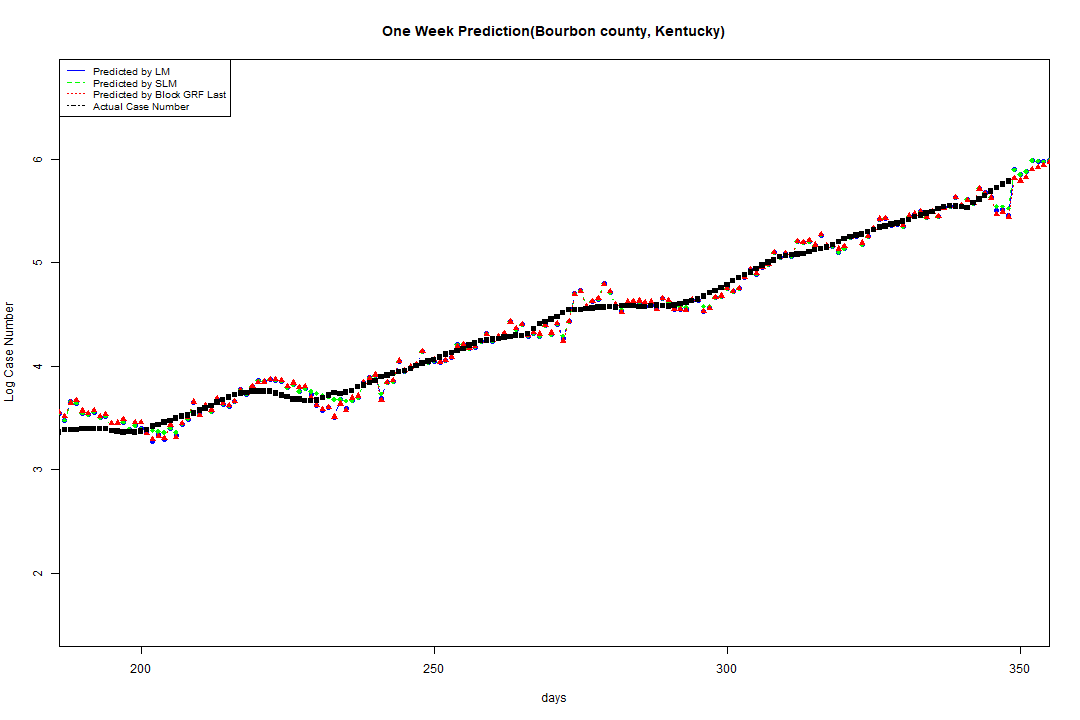 One Week Prediction(Bourbon county, Kentucky)
Predicted by LM
Predicted by SLM
Predicted by Block GRF Last
Actual Case Number
6
5
4
3
2
Log Case Number
200 250 300 350
days